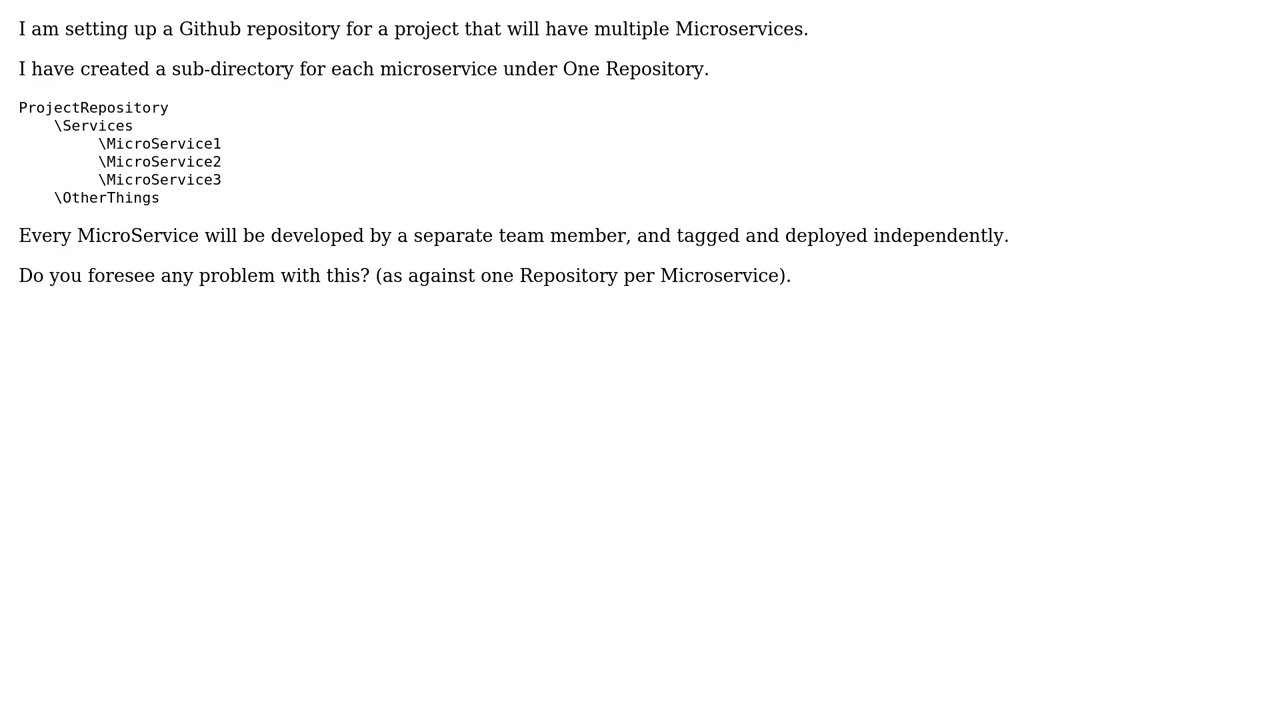 I am setting up a Github repository for a project that will have multiple Microservices.
I have created a sub-directory for each microservice under One Repository.
ProjectRepository
    \Services
         \MicroService1
         \MicroService2
         \MicroService3
    \OtherThings
Every MicroService will be developed by a separate team member, and tagged and deployed independently.
Do you foresee any problem with this? (as against one Repository per Microservice).